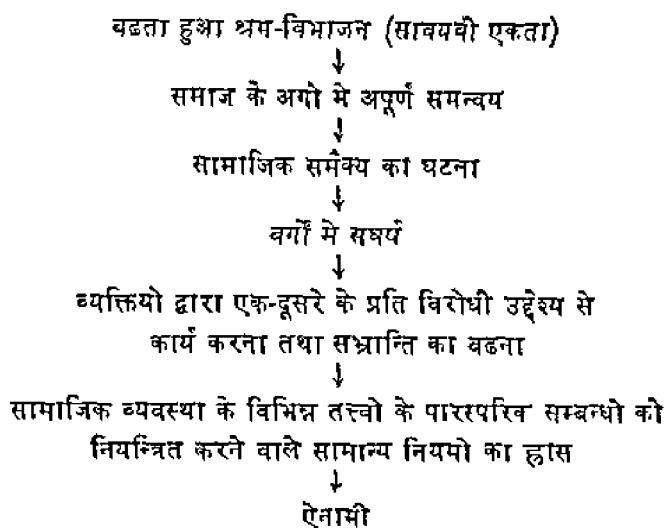 बढता हुआ श्रम-विभाजन (सावयवी एकता)
↓
समाज के अगो मे अपूर्ण समन्वय
↓
सामाजिक समैक्य का घटना
↓
वर्गों मे सघर्ष
↓
व्यक्तियो द्वारा एक-दूसरे के प्रति विरोधी उद्देश्य से
कार्य करना तथा सभ्रान्ति का बढना
↓
सामाजिक व्यवस्था के विभिन्न तत्त्वो के पारस्परिक सम्बन्धो को
नियन्त्रित करने वाले सामान्य नियमो का ह्रास
↓
ऐनामी